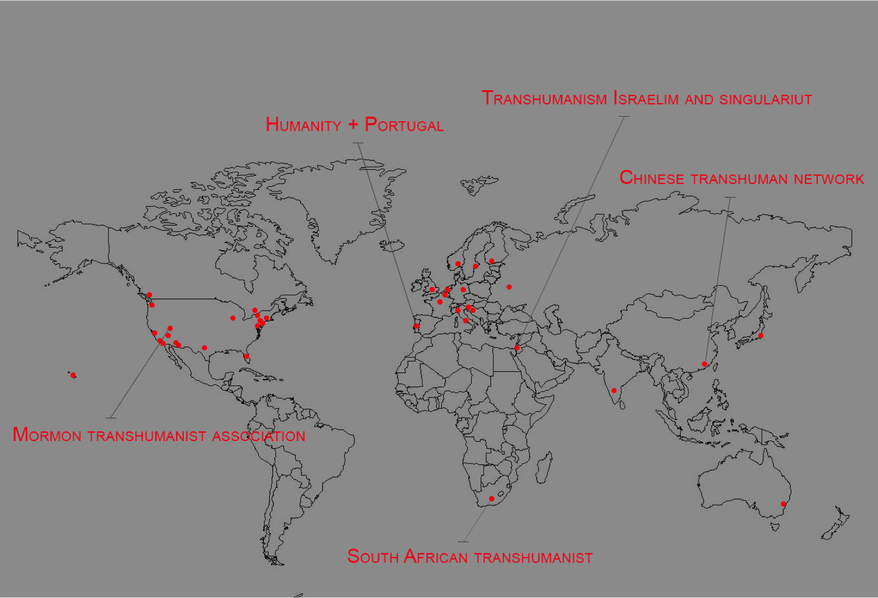 Transhumanism Israelim and singulariut
Humanity + Portugal
Chinese transhuman network
Mormon transhumanist association
South African transhumanist